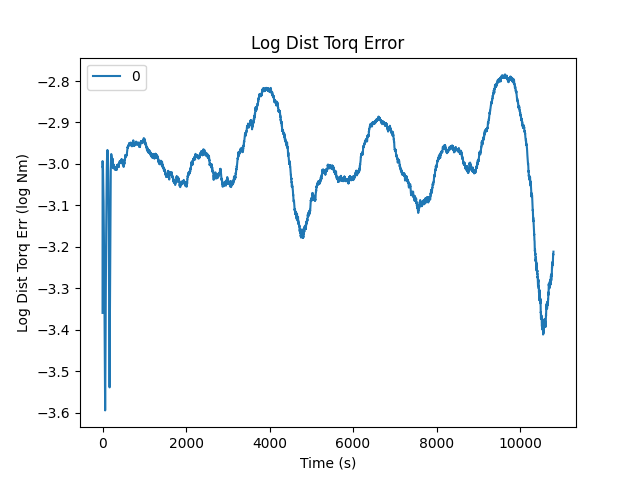 Log Dist Torq Error
0
Log Dist Torq Err (log Nm)
−2.8
−2.9
−3.0
−3.1
−3.2
−3.3
−3.4
−3.5
−3.6
0 2000 4000 6000 8000 10000
Time (s)